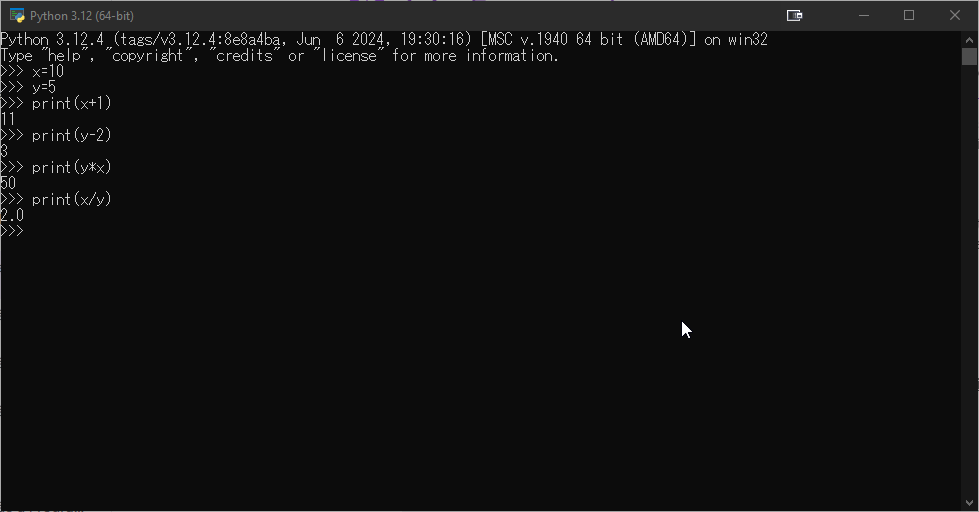 Python 3.12 (64-bit)
Python 3.12.4 (tags/v3.12.4:8e8a4ba, Jun  6 2024, 19:30:16) [MSC v.1940 64 bit (AMD64)] on win32
Type "help", "copyright", "credits" or "license" for more information.
>>> x=10
>>> y=5
>>> print(x+1)
11
>>> print(y-2)
3
>>> print(y*x)
50
>>> print(x/y)
2.0
>>>